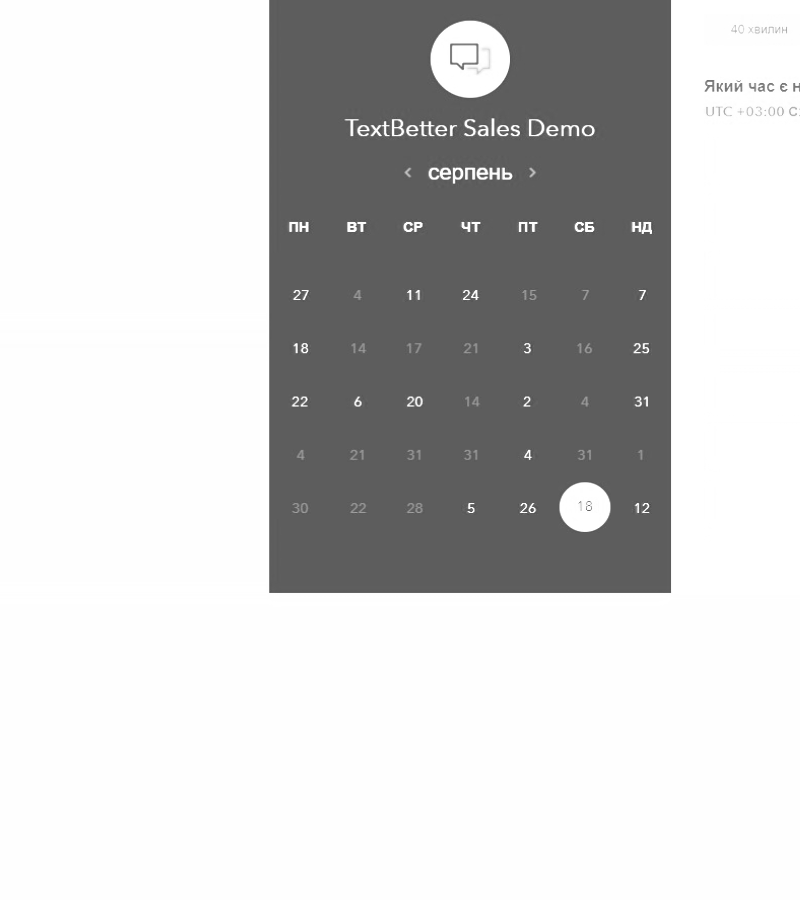 TextBetter Sales Demo
серпень
ПН ВТ СР ЧТ ПТ СБ НД
27 4 11 24 15 7 7
18 14 17 21 3 16 25
22 6 20 14 2 4 31
4 21 31 31 4 31 1
30 22 28 5 26 18 12
40 хвилин
Який час є
UTC +03:00